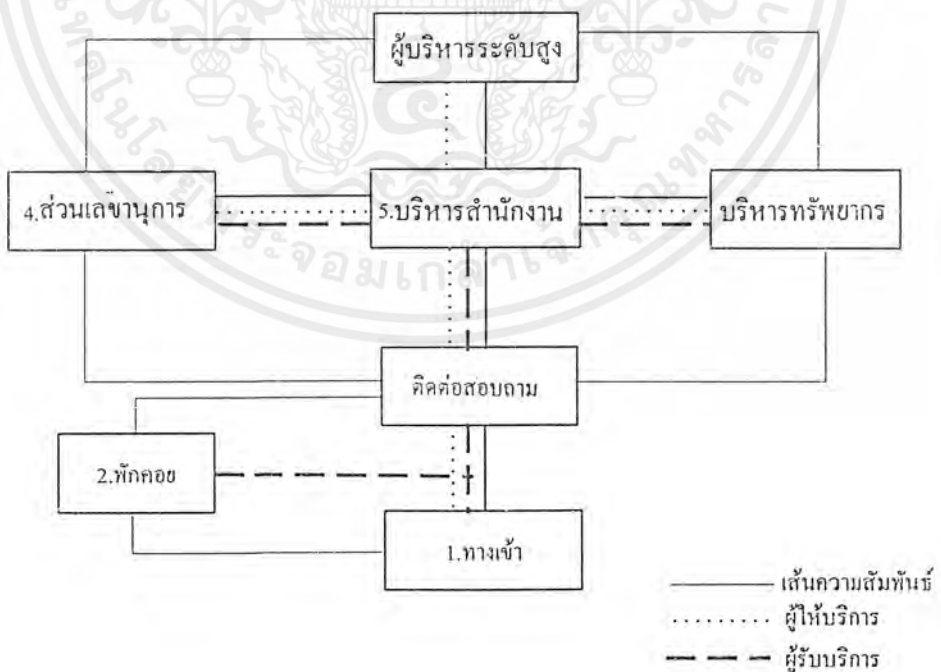 ผู้บริหารระดับสูง
4.ส่วนเลขานุการ
5.บริหารสำนักงาน
บริหารทรัพยากร
ติดต่อสอบถาม
2.พักคอย
1.ทางเข้า
เส้นความสัมพันธ์
ผู้ให้บริการ
ผู้รับบริการ